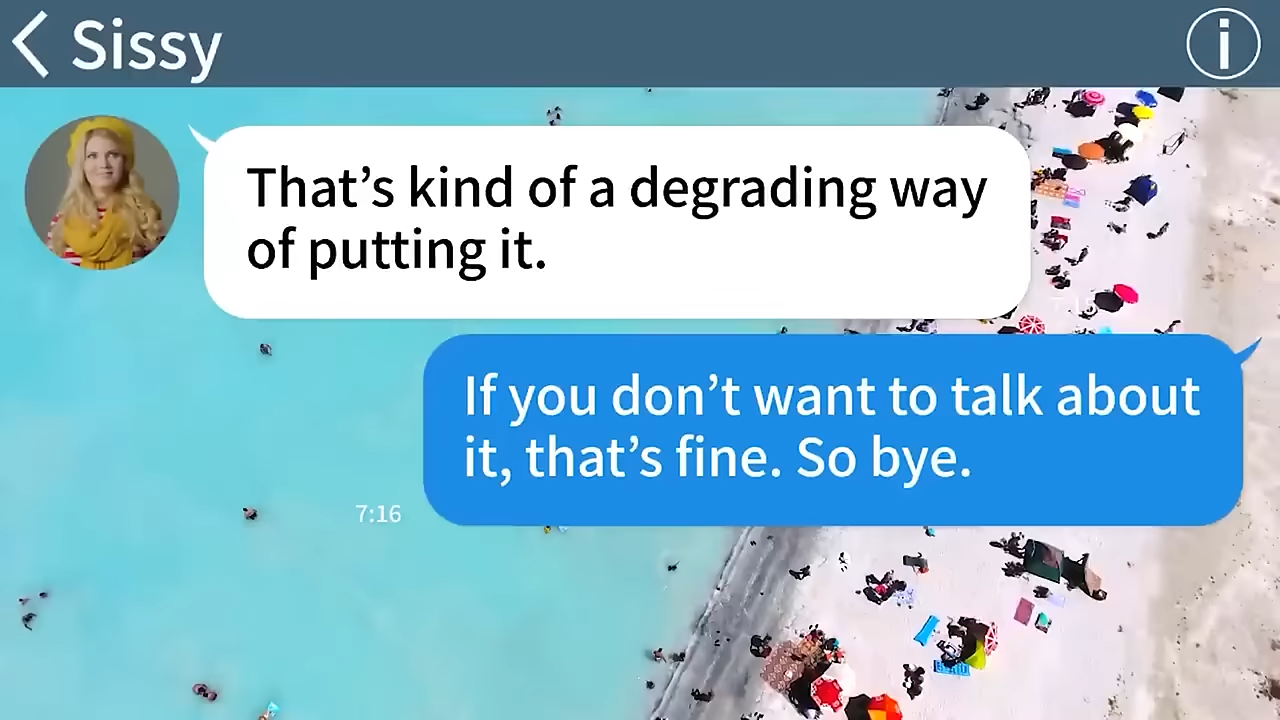 Sissy
That’s kind of a degrading way
of putting it.
If you don’t want to talk about
it, that’s fine. So bye.
7:16